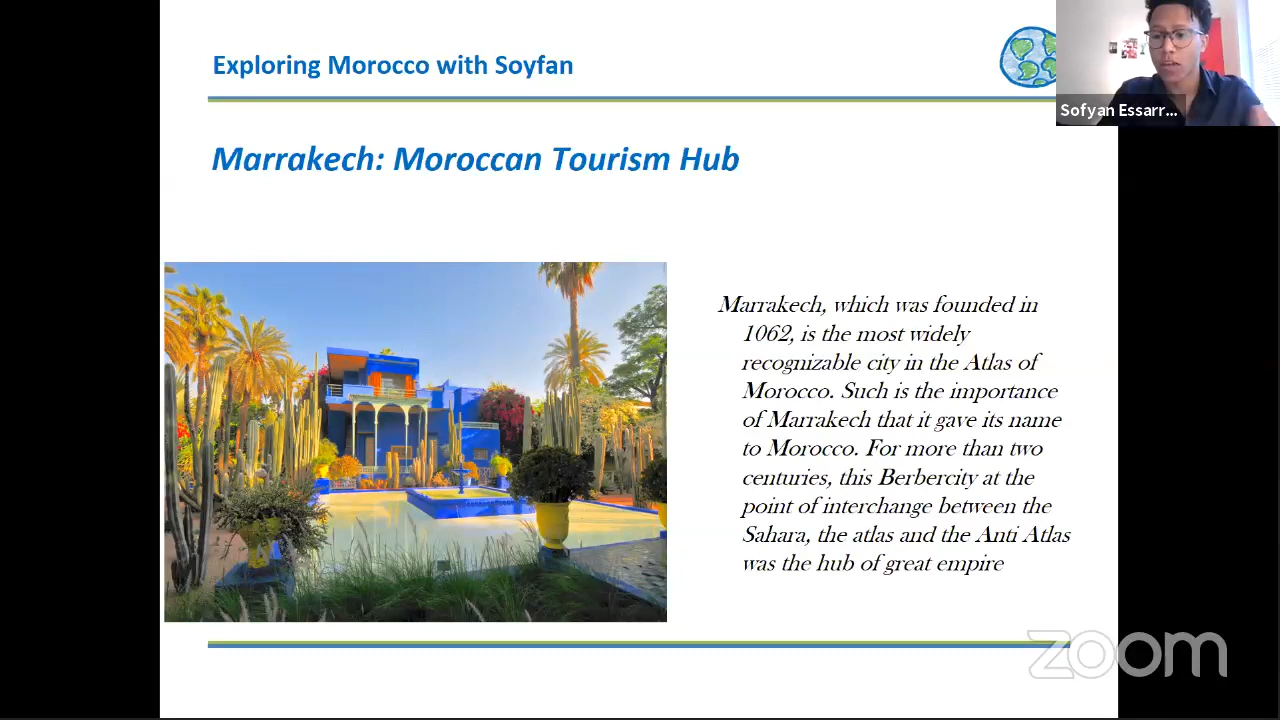 Exploring Morocco with Soyfan
Sofyan Essarr...
Marrakech: Moroccan Tourism Hub
Marrakech, which was founded in
1062, is the most widely
recognizable city in the Atlas of
Morocco. Such is the importance
of Marrakech that it gave its name
to Morocco. For more than two
centuries, this Berbercity at the
point of interchange between the
Sahara, the atlas and the Anti Atlas
was the hub of great empire
zoom